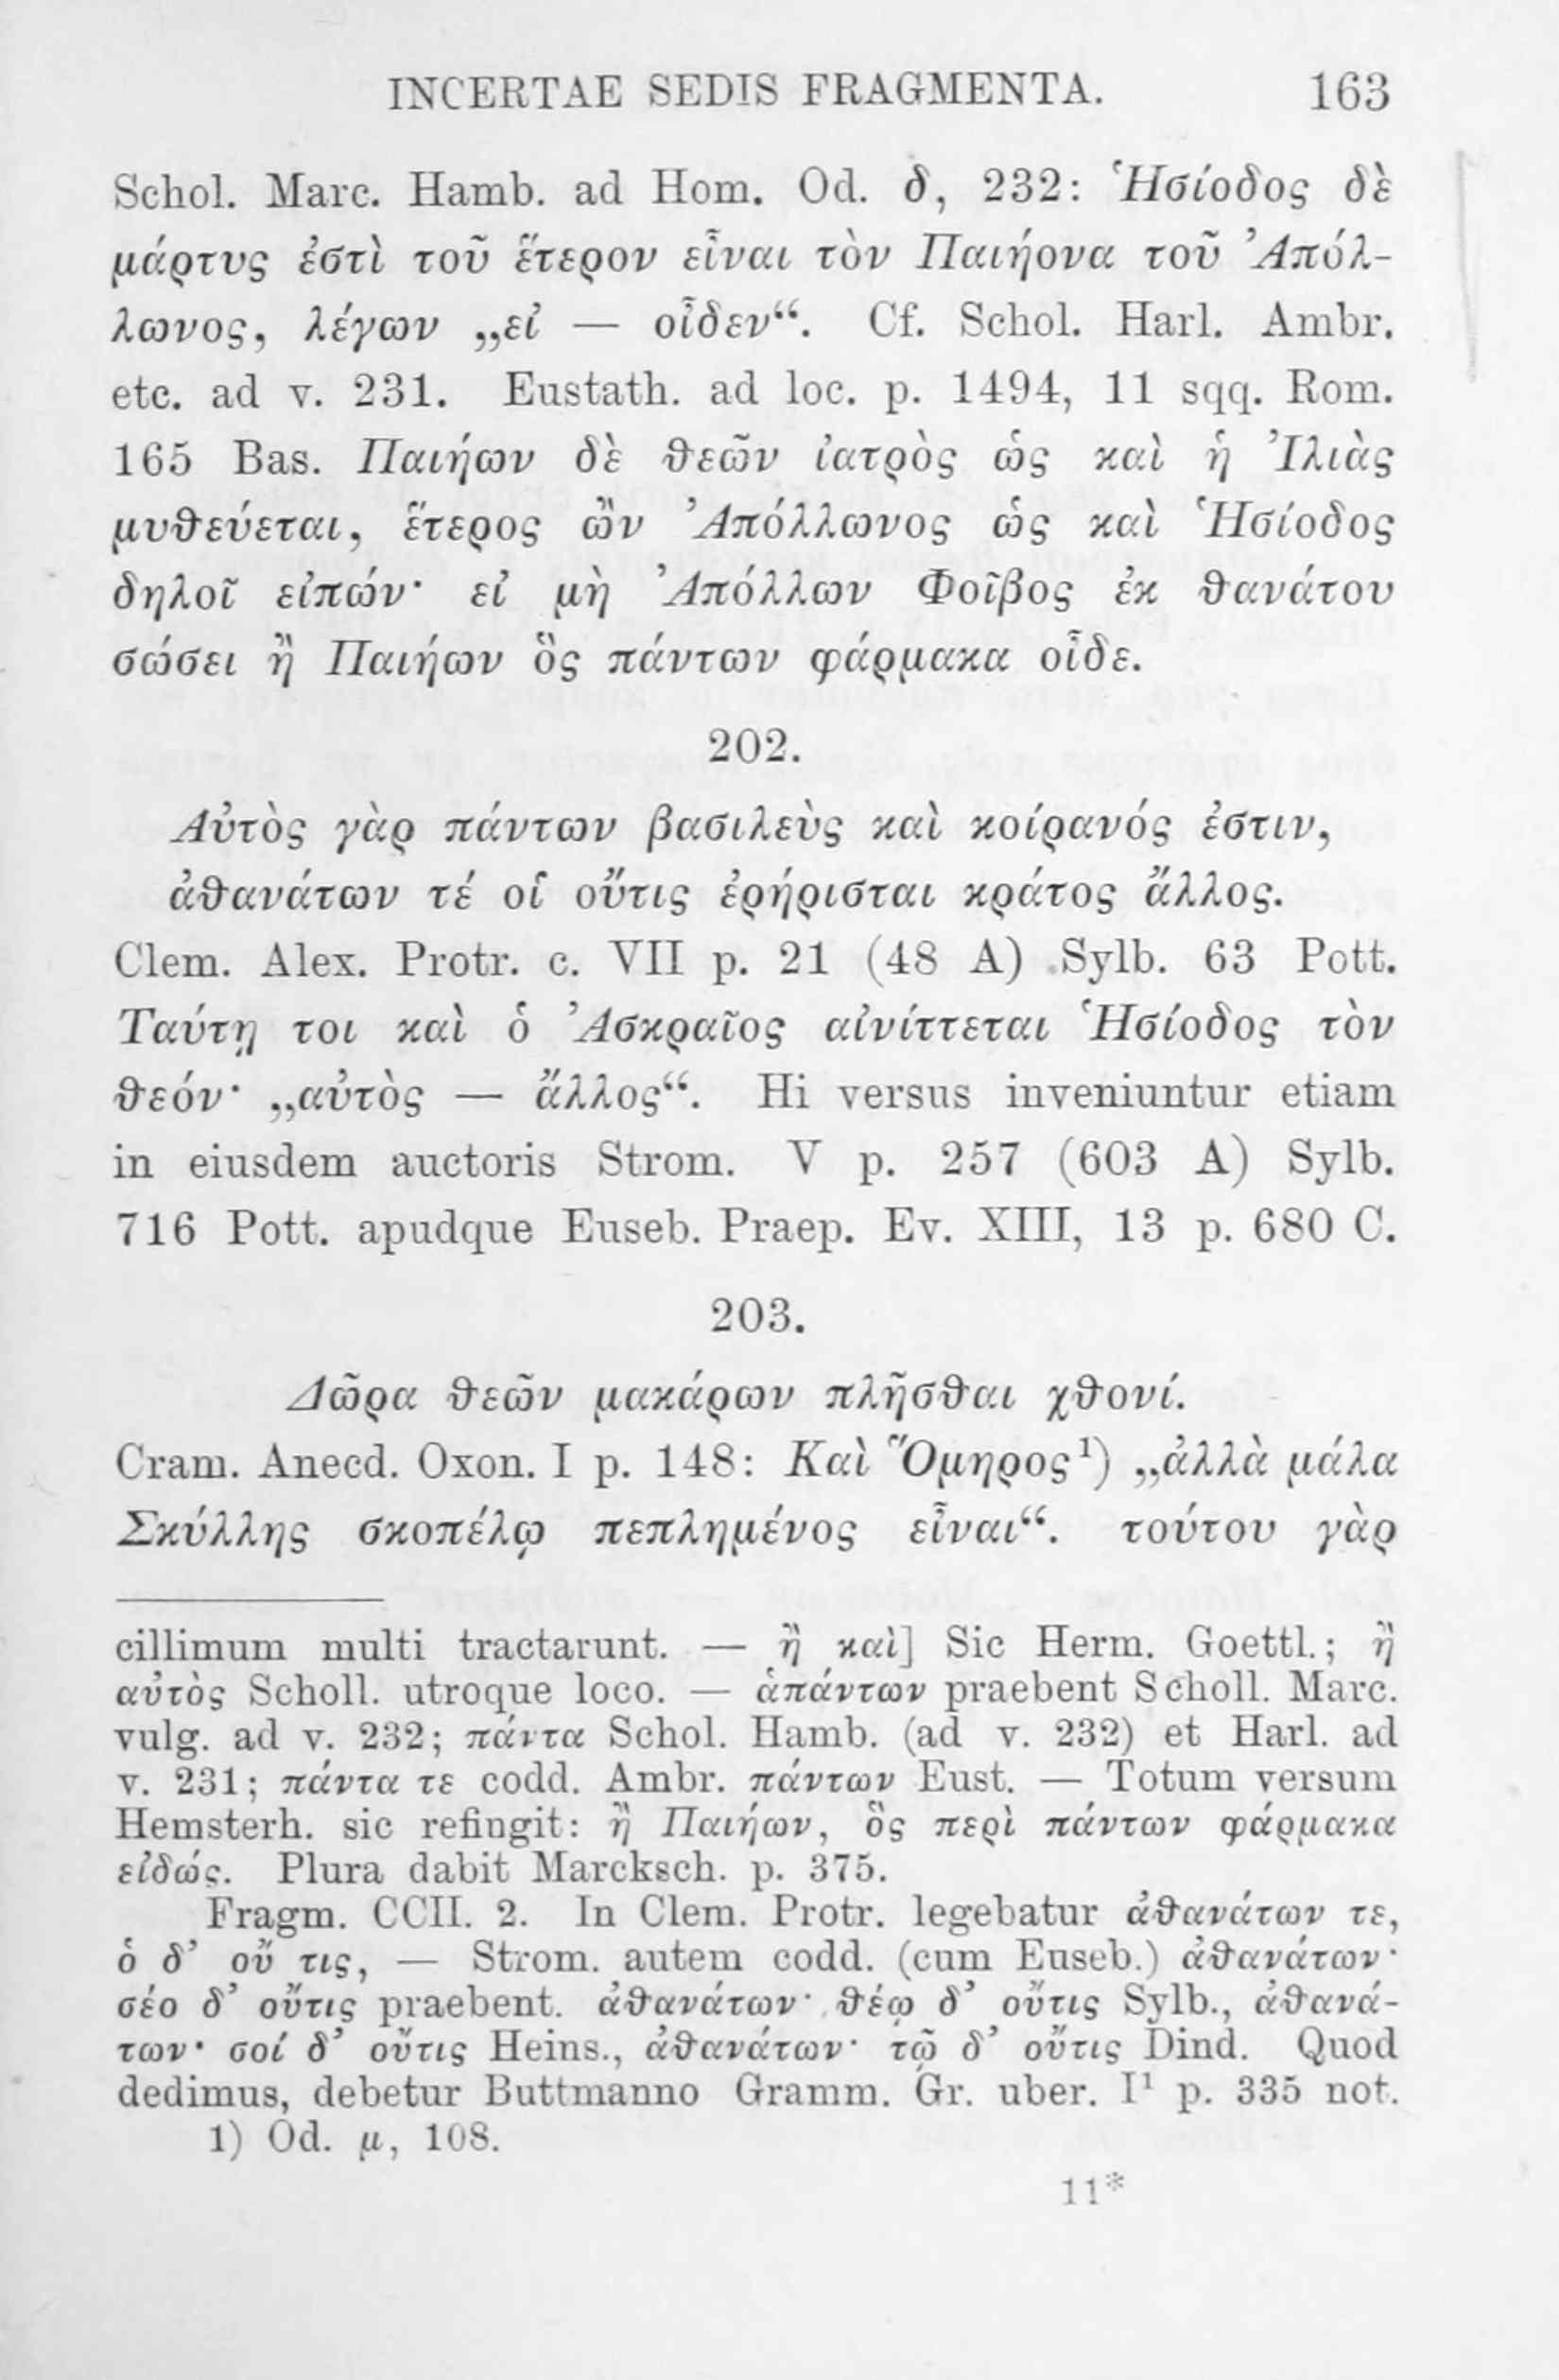 INCERTAE SEDIS FRAGMENTA. 163
Schol. Marc. Hamb. ad Hom. Od. δ, 232: Ἡσίοδος δὲ
μάρτυς ἐστὶ τοῦ ἕτερον εἶναι τὸν Παιήονα τοῦ Ἀπόλ-
λωνος, λέγων „εἰ — οἶδεν“. Cf. Schol. Harl. Ambr.
etc. ad v. 231. Eustath. ad loc. p. 1494, 11 sqq. Rom.
165 Bas. Παιήων δὲ θεῶν ἰατρὸς ὡς καὶ ἡ Ἰλιὰς
μυθεύεται, ἕτερος ὢν Ἀπόλλωνος ὡς καὶ Ἡσίοδος
δηλοῖ εἰπών· εἰ μὴ Ἀπόλλων Φοῖβος ἐκ θανάτου
σώσει ἢ Παιήων ὃς πάντων φάρμακα οἶδε.
202.
Αὐτὸς γὰρ πάντων βασιλεὺς καὶ κοίρανός ἐστιν,
ἀθανάτων τέ οἱ οὔτις ἐρήρισται κράτος ἄλλος.
Clem. Alex. Protr. c. VII p. 21 (48 A) Sylb. 63 Pott.
Ταύτῃ τοι καὶ ὁ Ἀσκραῖος αἰνίττεται Ἡσίοδος τὸν
θεόν· „αὐτὸς — ἄλλος“. Hi versus inveniuntur etiam
in eiusdem auctoris Strom. V p. 257 (603 A) Sylb.
716 Pott. apudque Euseb. Praep. Ev. XIII, 13 p. 680 C.
203.
Δῶρα θεῶν μακάρων πλῆσθαι χθονί.
Cram. Anecd. Oxon. I p. 148: Καὶ Ὅμηρος¹) „ἀλλὰ μάλα
Σκύλλης σκοπέλῳ πεπλημένος εἶναι“. τούτου γὰρ
cillimum multi tractarunt. — ἢ καὶ] Sic Herm. Goettl.; ἢ
αὐτὸς Scholl. utroque loco. — ἁπάντων praebent Scholl. Marc.
vulg. ad v. 232; πάντα Schol. Hamb. (ad v. 232) et Harl. ad
v. 231; πάντα τε codd. Ambr. πάντων Eust. — Totum versum
Hemsterh. sic refingit: ἢ Παιήων, ὃς περὶ πάντων φάρμακα
εἰδώς. Plura dabit Marcksch. p. 375.
Fragm. CCII. 2. In Clem. Protr. legebatur ἀθανάτων τε,
ὁ δ’ οὔ τις, — Strom. autem codd. (cum Euseb.) ἀθανάτων·
σέο δ’ οὔτις praebent. ἀθανάτων· θέῳ δ’ οὔτις Sylb., ἀθανά-
των· σοί δ’ οὔτις Heins., ἀθανάτων· τῷ δ’ οὔτις Dind. Quod
dedimus, debetur Buttmanno Gramm. Gr. uber. I¹ p. 335 not.
1) Od. μ, 108.
11*